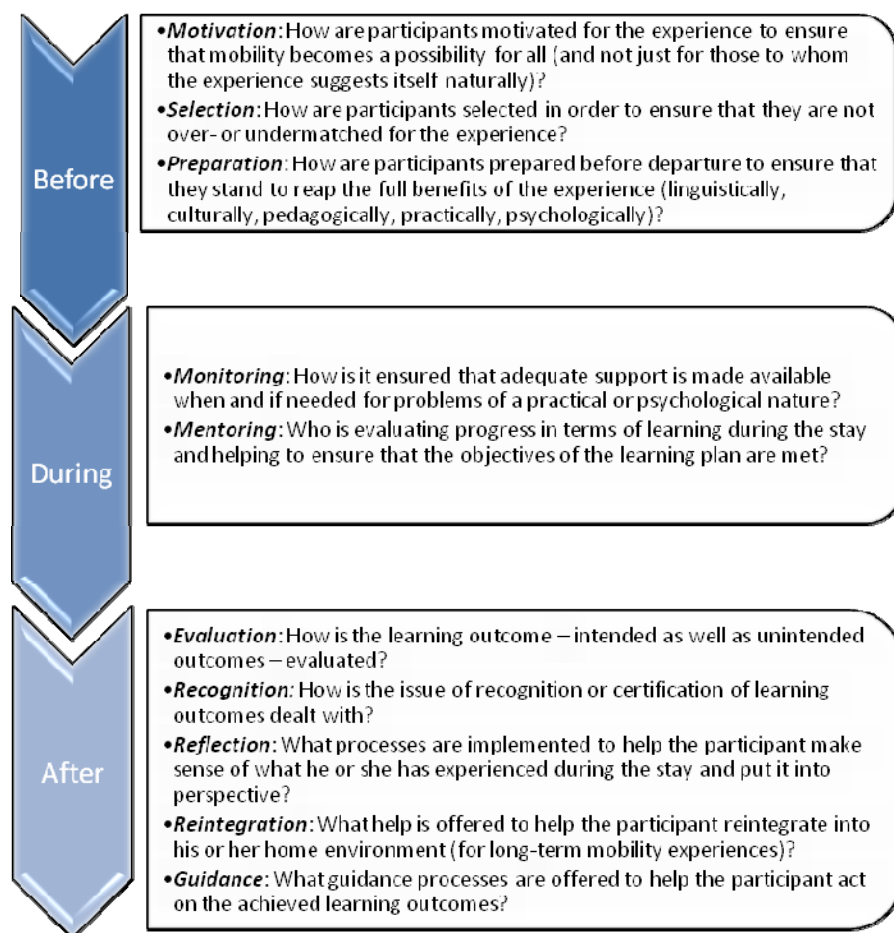 Before
•Motivation: How are participants motivated for the experience to ensure
that mobility becomes a possibility for all (and not just for those to whom
the experience suggests itself naturally)?
•Selection: How are participants selected in order to ensure that they are not
over- or undermatched for the experience?
•Preparation: How are participants prepared before departure to ensure that
they stand to reap the full benefits of the experience (linguistically,
culturally, pedagogically, practically, psychologically)?
During
•Monitoring: How is it ensured that adequate support is made available
when and if needed for problems of a practical or psychological nature?
•Mentoring: Who is evaluating progress in terms of learning during the stay
and helping to ensure that the objectives of the learning plan are met?
After
•Evaluation: How is the learning outcome – intended as well as unintended
outcomes – evaluated?
•Recognition: How is the issue of recognition or certification of learning
outcomes dealt with?
•Reflection: What processes are implemented to help the participant make
sense of what he or she has experienced during the stay and put it into
perspective?
•Reintegration: What help is offered to help the participant reintegrate into
his or her home environment (for long-term mobility experiences)?
•Guidance: What guidance processes are offered to help the participant act
on the achieved learning outcomes?